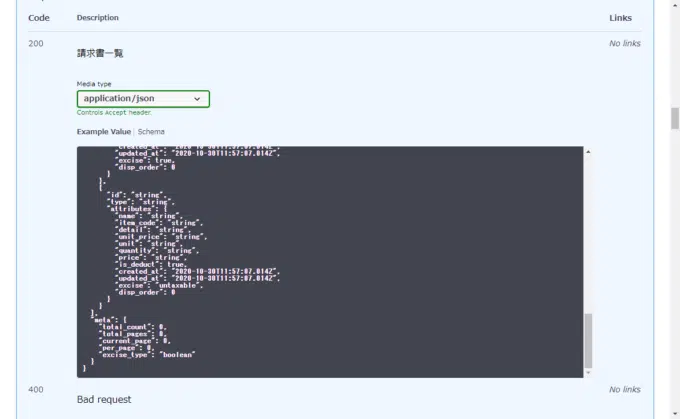 Code Description Links
200 請求書一覧 No links
Media type
application/json
Controls Accept header.
Example Value | Schema
"created_at": "2020-10-30T11:57:07.014Z",
"updated_at": "2020-10-30T11:57:07.014Z",
"excise": true,
"disp_order": 0
}
},
{
"id": "string",
"type": "string",
"attributes": {
"name": "string",
"item_code": "string",
"detail": "string",
"unit_price": "string",
"unit": "string",
"quantity": "string",
"price": "string",
"is_deduct": true,
"created_at": "2020-10-30T11:57:07.014Z",
"updated_at": "2020-10-30T11:57:07.014Z",
"excise": "untaxable",
"disp_order": 0
}
}
],
"meta": {
"total_count": 0,
"total_pages": 0,
"current_page": 0,
"per_page": 0,
"excise_type": "boolean"
}
}
400 Bad request No links